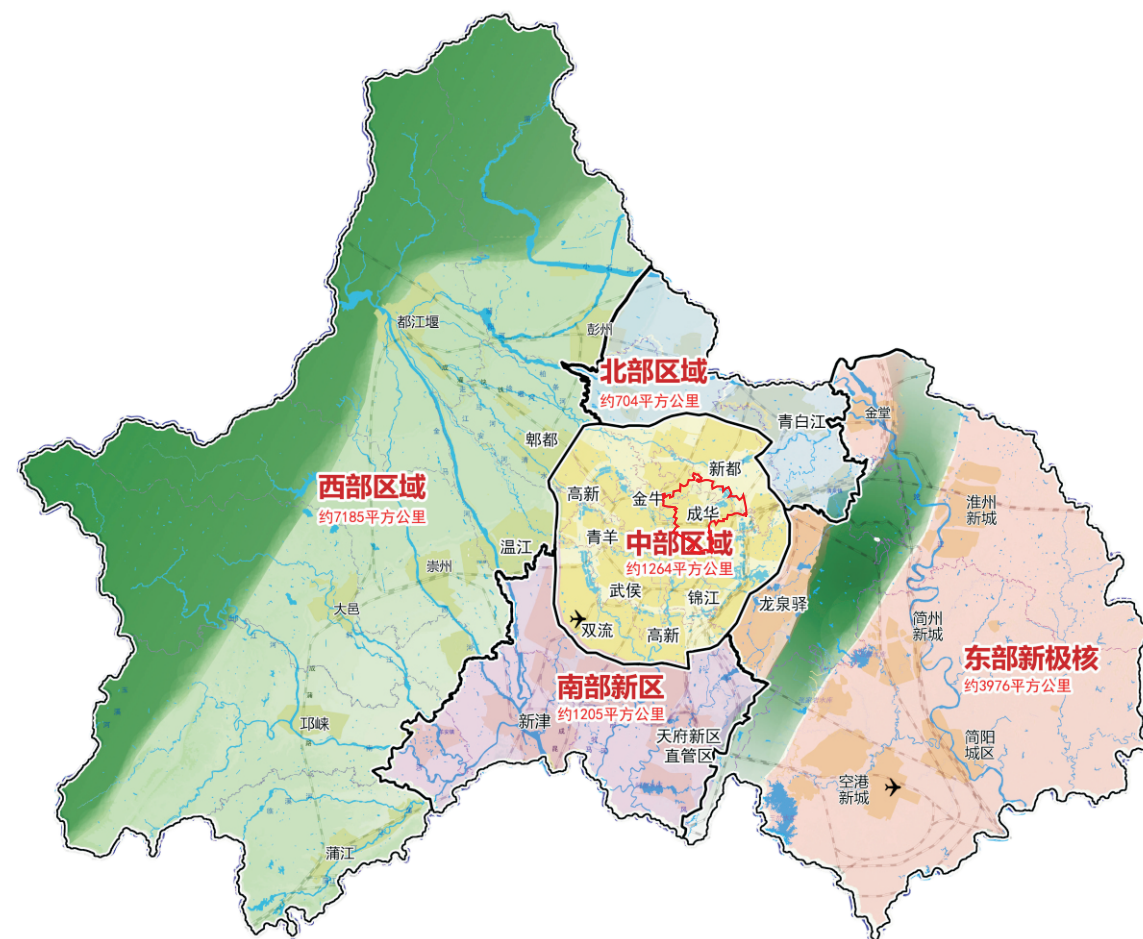 都江堰
彭州
北部区域
约704平方公里
金堂
青白江
郫都
新都
西部区域
约7185平方公里
高新
金牛
成华
淮州
新城
青羊
中部区域
约1264平方公里
温江
崇州
武侯
锦江
龙泉驿
大邑
简州
新城
双流
高新
东部新极核
约3976平方公里
南部新区
约1205平方公里
邛崃
新津
天府新区
直管区
简阳
城区
空港
新城
蒲江